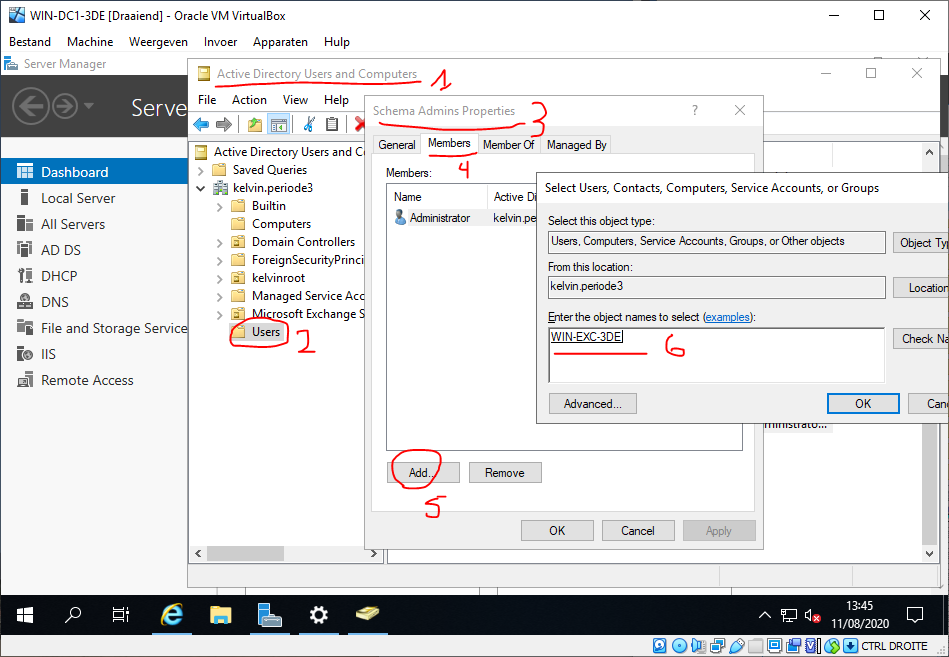 WIN-DC1-3DE [Draaiend] - Oracle VM VirtualBox
Bestand Machine Weergeven Invoer Apparaten Hulp
Server Manager
Serve
Dashboard
Local Server
All Servers
AD DS
DHCP
DNS
File and Storage Service
IIS
Remote Access
Active Directory Users and Computers 1
File Action View Help
Active Directory Users and C
Saved Queries
kelvin.periode3
Builtin
Computers
Domain Controllers
ForeignSecurityPrinci
kelvinroot
Managed Service Acc
Microsoft Exchange S
Users 2
Schema Admins Properties 3
General Members Member Of Managed By
4
Members:
Name Active Di
Administrator kelvin.pe
Add... Remove
5
OK Cancel Apply
Select Users, Contacts, Computers, Service Accounts, or Groups
Select this object type:
Users, Computers, Service Accounts, Groups, or Other objects Object Typ
From this location:
kelvin.periode3 Location
Enter the object names to select (examples):
WIN-EXC-3DE 6 Check Na
Advanced... OK Canc
ministrato...
13:45
11/08/2020
CTRL DROITE